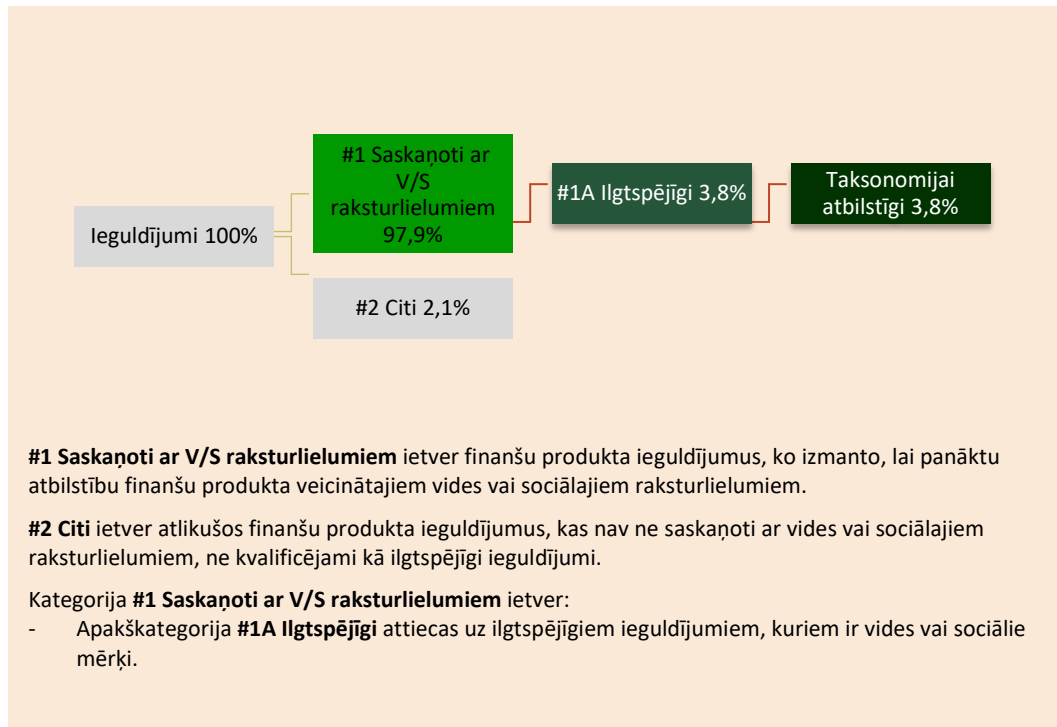 Ieguldījumi 100%
#1 Saskaņoti ar
V/S
raksturlielumiem
97,9%
#2 Citi 2,1%
#1A Ilgtspējīgi 3,8%
Taksonomijai
atbilstīgi 3,8%
#1 Saskaņoti ar V/S raksturlielumiem ietver finanšu produkta ieguldījumus, ko izmanto, lai panāktu
atbilstību finanšu produkta veicinātajiem vides vai sociālajiem raksturlielumiem.
#2 Citi ietver atlikušos finanšu produkta ieguldījumus, kas nav ne saskaņoti ar vides vai sociālajiem
raksturlielumiem, ne kvalificējami kā ilgtspējīgi ieguldījumi.
Kategorija #1 Saskaņoti ar V/S raksturlielumiem ietver:
- Apakškategorija #1A Ilgtspējīgi attiecas uz ilgtspējīgiem ieguldījumiem, kuriem ir vides vai sociālie
mērķi.